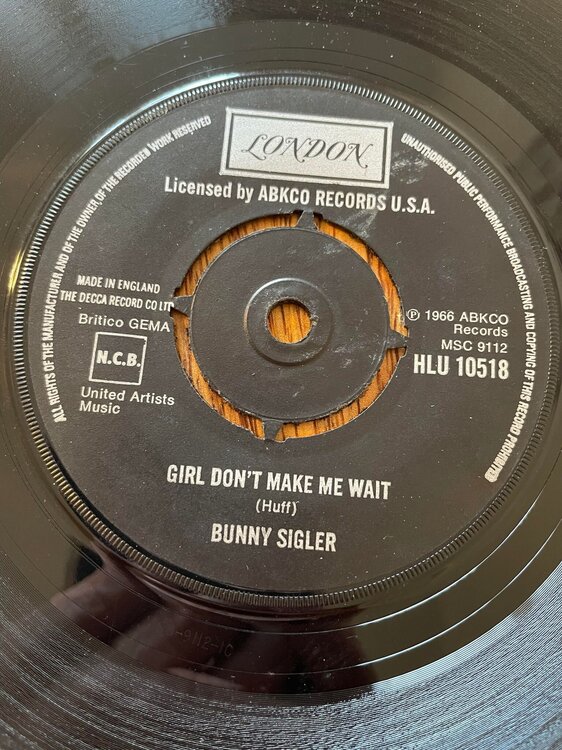 LONDON
Licensed by ABKCO RECORDS U.S.A.
ALL RIGHTS OF THE MANUFACTURER AND OF THE OWNER OF THE RECORDED WORK RESERVED
UNAUTHORISED PUBLIC PERFORMANCE BROADCASTING AND COPYING OF THIS RECORD PROHIBITED
MADE IN ENGLAND
THE DECCA RECORD CO LTD
Britico GEMA
N.C.B.
United Artists
Music
℗ 1966 ABKCO
Records
MSC 9112
HLU 10518
GIRL DON'T MAKE ME WAIT
(Huff)
BUNNY SIGLER